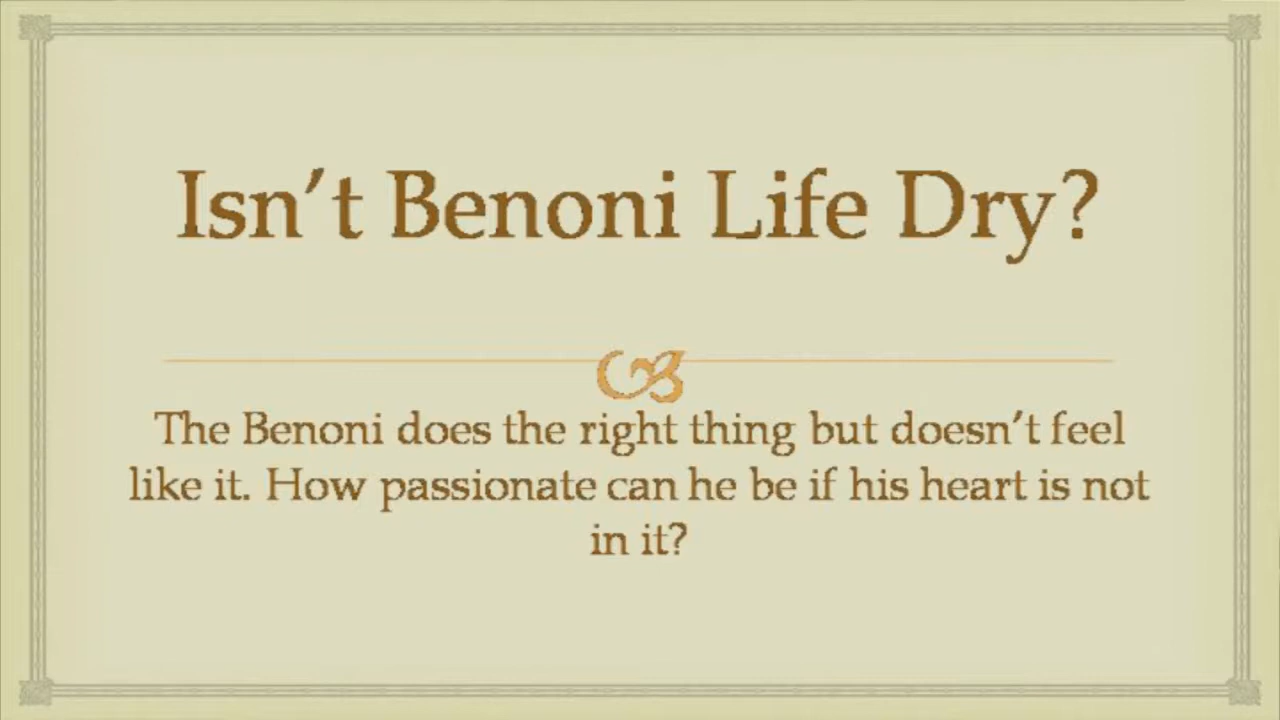 Isn’t Benoni Life Dry?
The Benoni does the right thing but doesn’t feel
like it. How passionate can he be if his heart is not
in it?